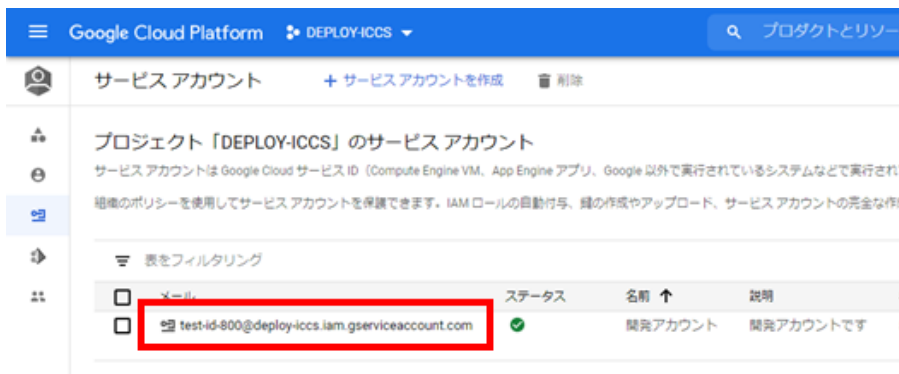 Google Cloud Platform DEPLOY-ICCS プロダクトとリソー
サービス アカウント + サービス アカウントを作成 削除
プロジェクト「DEPLOY-ICCS」のサービス アカウント
サービス アカウントは Google Cloud サービス ID（Compute Engine VM、App Engine アプリ、Google 以外で実行されているシステムなどで実行され
組織のポリシーを使用してサービス アカウントを保護できます。IAM ロールの自動付与、鍵の作成やアップロード、サービス アカウントの完全な作
表をフィルタリング
メール ステータス 名前 ↑ 説明
test-id-800@deploy-iccs.iam.gserviceaccount.com 開発アカウント 開発アカウントです